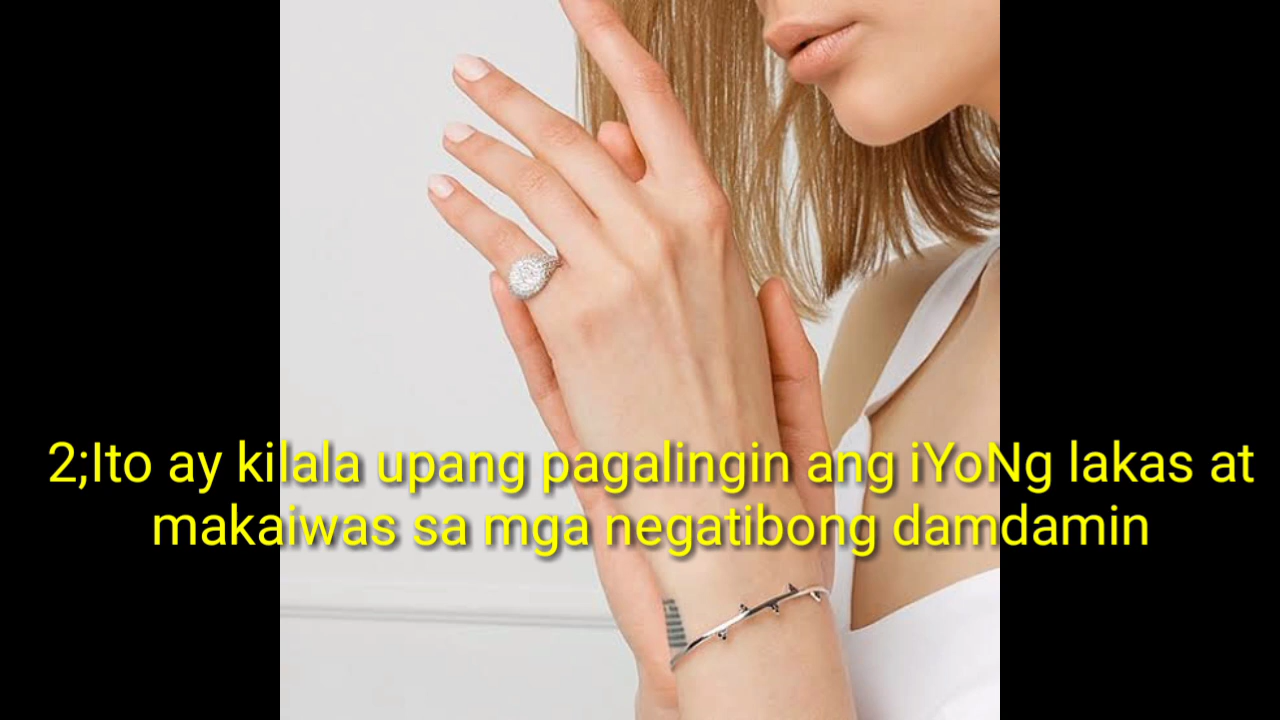 2;Ito ay kilala upang pagalingin ang iYoNg lakas at
makaiwas sa mga negatibong damdamin